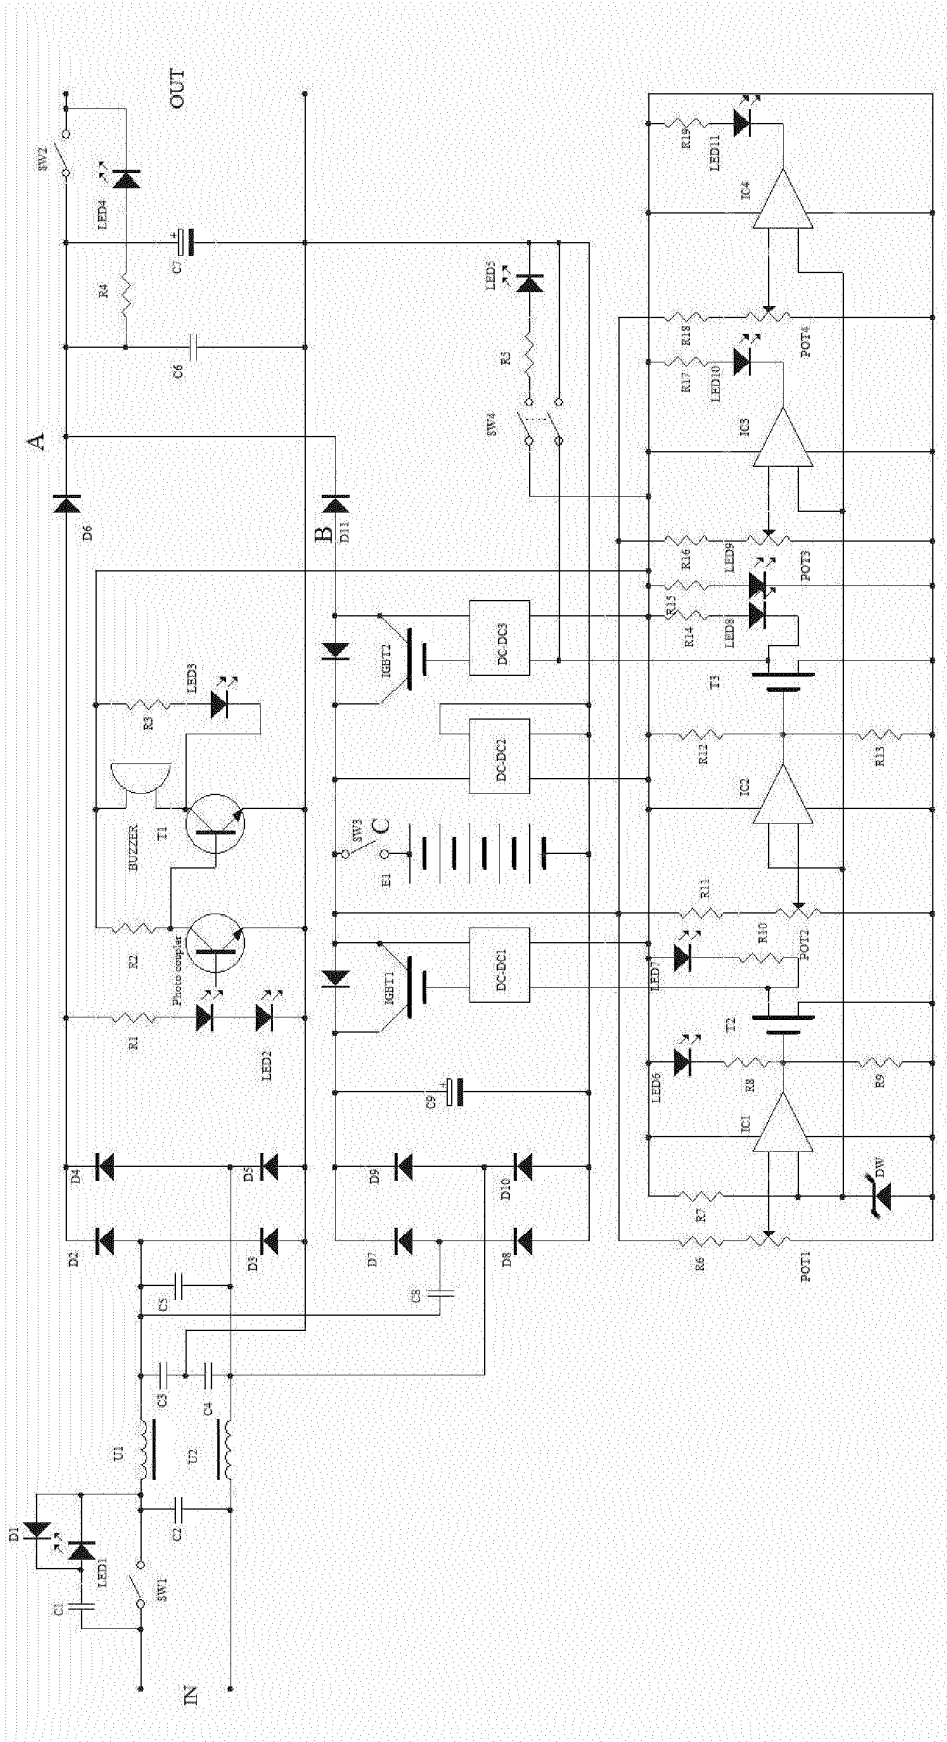 IN
C1
D1
LED1
SW1
C2
U1
U2
C3
C4
C5
D2
D3
D4
D5
R1
LED2
Photo coupler
R2
BUZZER
T1
R3
LED3
D6
A
C6
R4
C7
LED4
SW2
OUT
C8
D7
D8
D9
D10
C9
IGBT1
DC-DC1
E1
SW3
C
DC-DC2
IGBT2
DC-DC3
B
D11
SW4
R5
LED5
R6
POT1
R7
DW
IC1
LED6
R8
R9
T2
LED7
R10
POT2
R11
IC2
R12
R13
T3
R14
LED8
R15
LED9
R16
POT3
IC3
R17
LED10
R18
POT4
IC4
R19
LED11